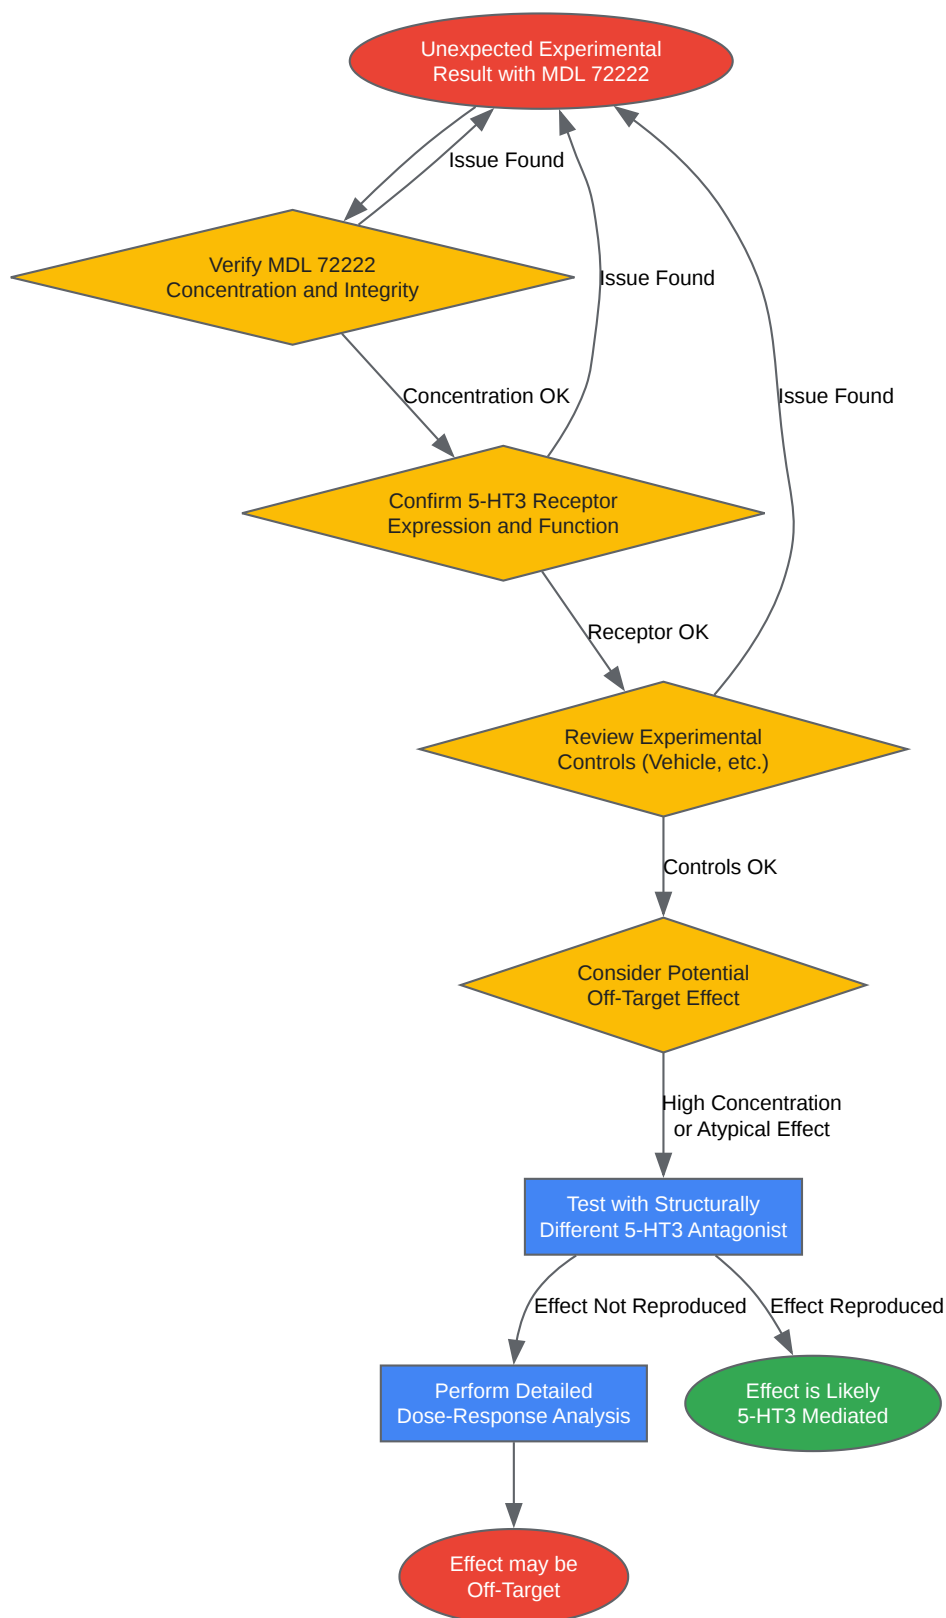 Unexpected Experimental
Result with MDL 72222
Issue Found
Verify MDL 72222
Concentration and Integrity
Issue Found
Concentration OK
Issue Found
Confirm 5-HT3 Receptor
Expression and Function
Receptor OK
Review Experimental
Controls (Vehicle, etc.)
Controls OK
Consider Potential
Off-Target Effect
High Concentration
or Atypical Effect
Test with Structurally
Different 5-HT3 Antagonist
Effect Not Reproduced
Effect Reproduced
Perform Detailed
Dose-Response Analysis
Effect is Likely
5-HT3 Mediated
Effect may be
Off-Target